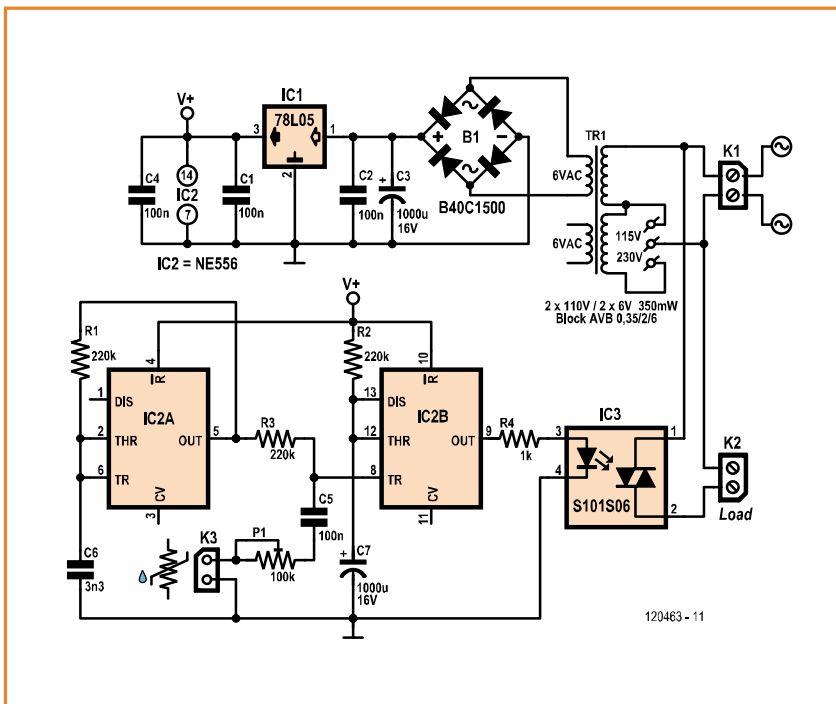 V+
IC1
78L05
3
1
2
C4
100n
14
IC2
7
C1
100n
C2
100n
C3
+
1000u
16V
IC2 = NE556
B1
+
−
B40C1500
TR1
6VAC
6VAC
115V
230V
K1
2 x 110V / 2 x 6V 350mW
Block AVB 0,35/2/6
V+
R1
220k
4
R
1
DIS
IC2A
2
THR
OUT
5
6
TR
CV
3
R3
220k
R2
220k
10
R
13
DIS
IC2B
12
THR
OUT
9
8
TR
CV
11
R4
1k
IC3
3
1
4
2
S101S06
K2
Load
C5
100n
P1
100k
K3
C6
3n3
C7
+
1000u
16V
120463 - 11